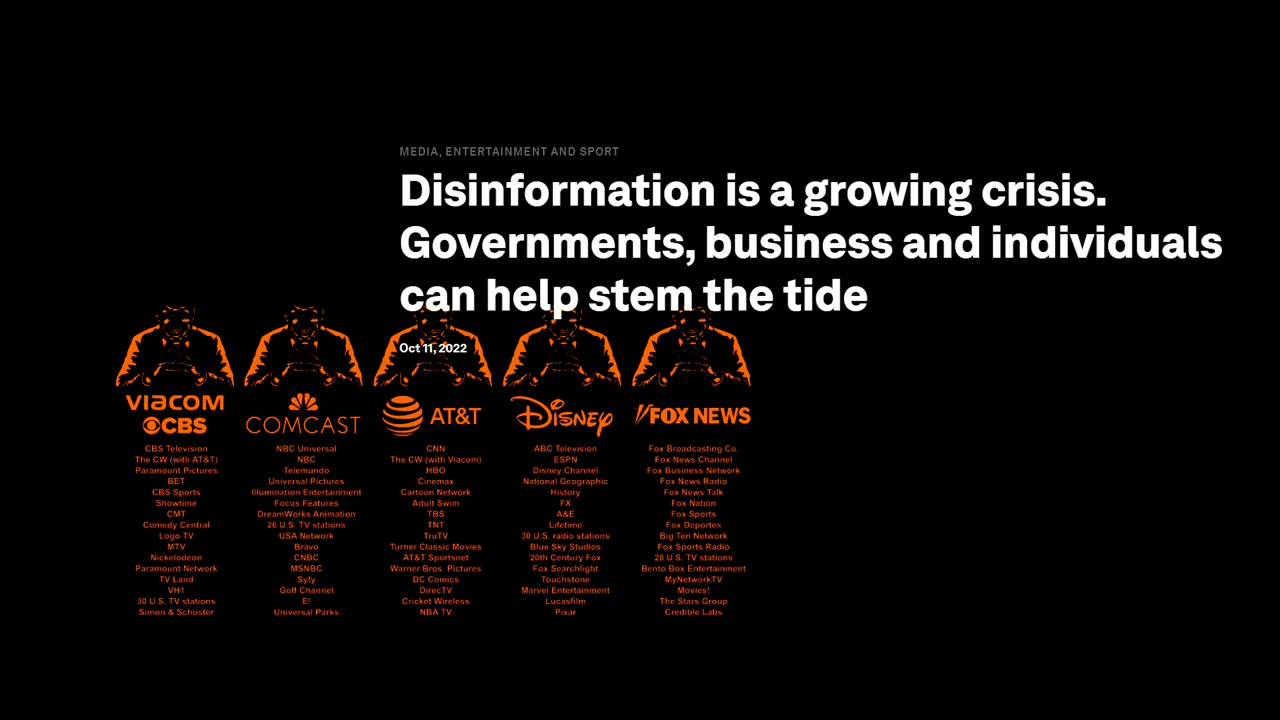 MEDIA, ENTERTAINMENT AND SPORT
Disinformation is a growing crisis.
Governments, business and individuals
can help stem the tide
Oct 11, 2022
VIACOM
CBS
CBS Television
The CW (with AT&T)
Paramount Pictures
BET
CBS Sports
Showtime
CMT
Comedy Central
Logo TV
MTV
Nickelodeon
Paramount Network
TV Land
VH1
30 U.S. TV stations
Simon & Schuster
COMCAST
NBC Universal
NBC
Telemundo
Universal Pictures
Illumination Entertainment
Focus Features
DreamWorks Animation
26 U.S. TV stations
USA Network
Bravo
CNBC
MSNBC
Syfy
Golf Channel
E!
Universal Parks
AT&T
CNN
The CW (with Viacom)
HBO
Cinemax
Cartoon Network
Adult Swim
TBS
TNT
TruTV
Turner Classic Movies
AT&T Sportsnet
Warner Bros. Pictures
DC Comics
DirecTV
Cricket Wireless
NBA TV
Disney
ABC Television
ESPN
Disney Channel
National Geographic
History
FX
A&E
Lifetime
30 U.S. radio stations
Blue Sky Studios
20th Century Fox
Fox Searchlight
Touchstone
Marvel Entertainment
Lucasfilm
Pixar
FOX NEWS
Fox Broadcasting Co.
Fox News Channel
Fox Business Network
Fox News Radio
Fox News Talk
Fox Nation
Fox Sports
Fox Deportes
Big Ten Network
Fox Sports Radio
28 U.S. TV stations
Bento Box Entertainment
MyNetworkTV
Movies!
The Stars Group
Credible Labs